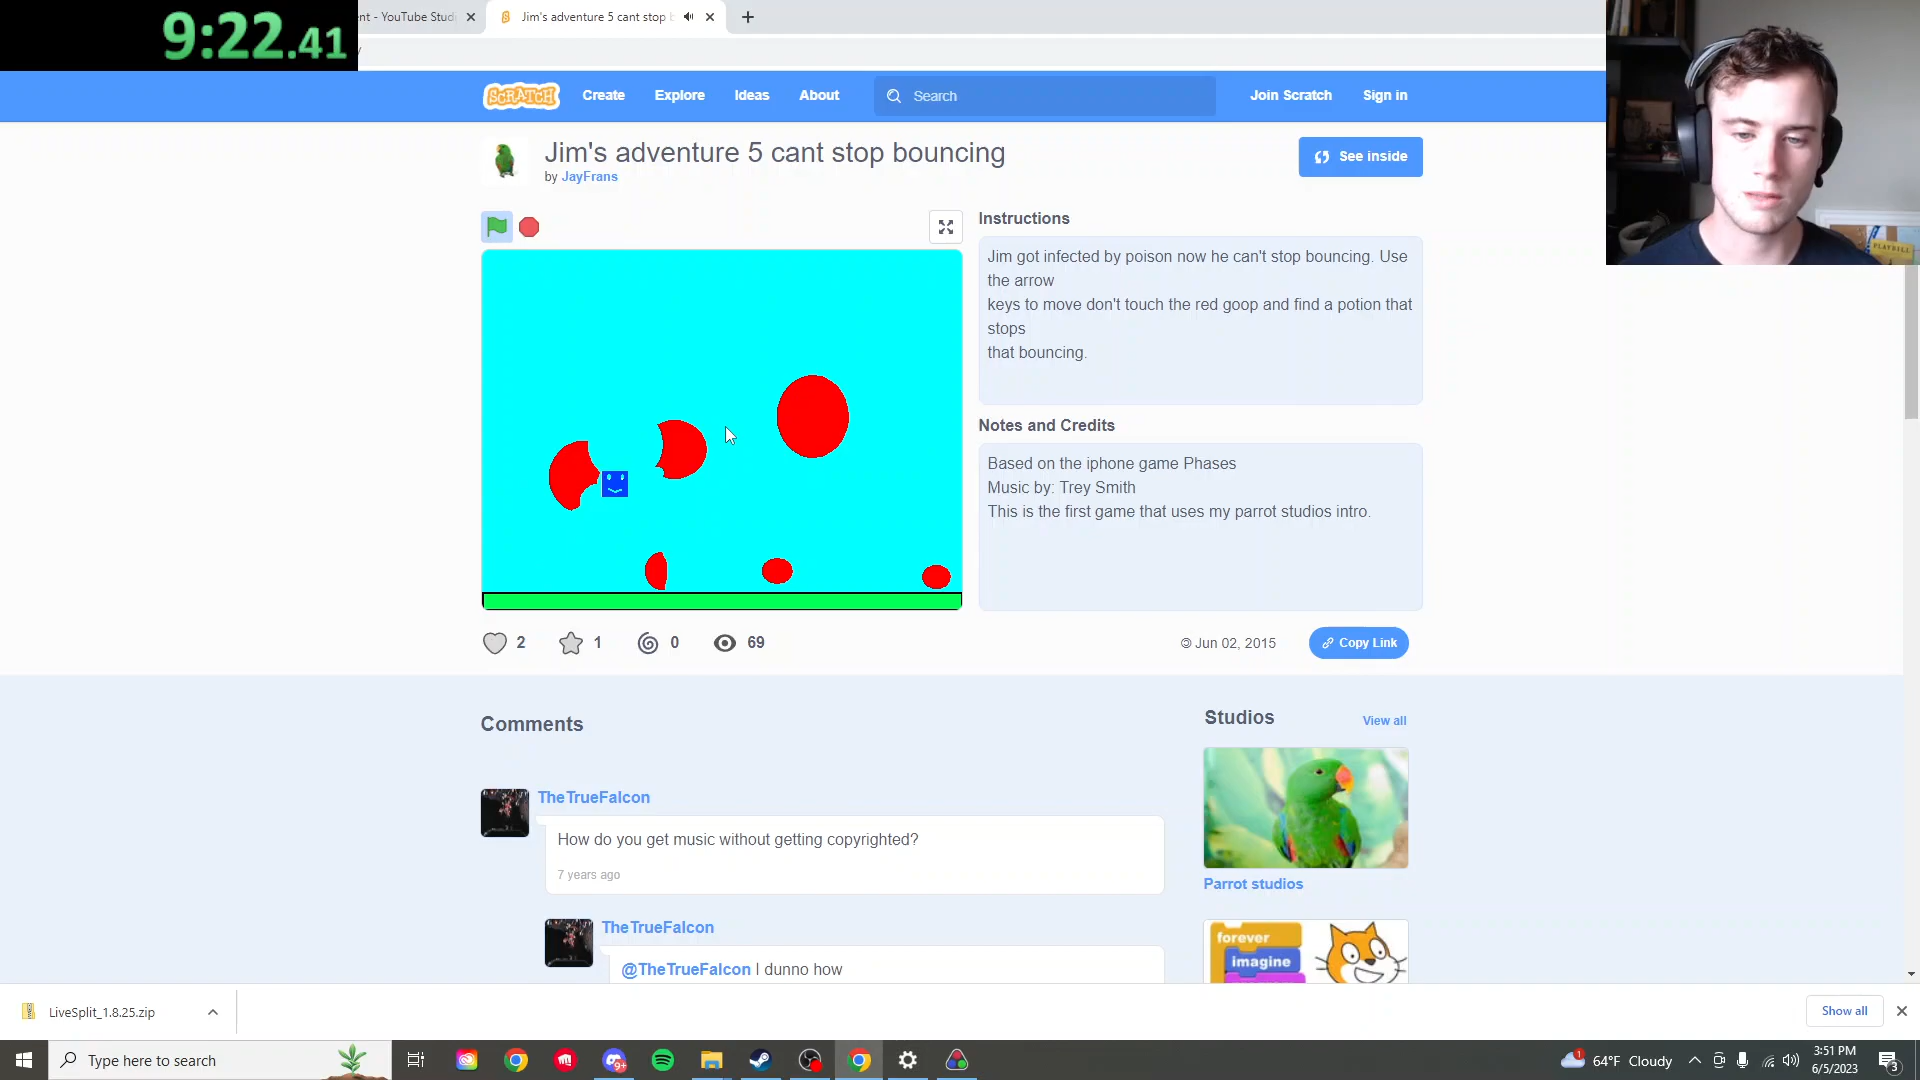 9:22.41
nt - YouTube Studi
Jim's adventure 5 cant stop b
SCRATCH
Create
Explore
Ideas
About
Search
Join Scratch
Sign in
Jim's adventure 5 cant stop bouncing
by JayFrans
See inside
Instructions
Jim got infected by poison now he can't stop bouncing. Use
the arrow
keys to move don't touch the red goop and find a potion that
stops
that bouncing.
Notes and Credits
Based on the iphone game Phases
Music by: Trey Smith
This is the first game that uses my parrot studios intro.
2
1
0
69
© Jun 02, 2015
Copy Link
Comments
Studios
View all
TheTrueFalcon
How do you get music without getting copyrighted?
7 years ago
Parrot studios
TheTrueFalcon
@TheTrueFalcon I dunno how
forever
imagine
PLAYBILL
LiveSplit_1.8.25.zip
Show all
Type here to search
9+
1
64°F Cloudy
3:51 PM
6/5/2023
3